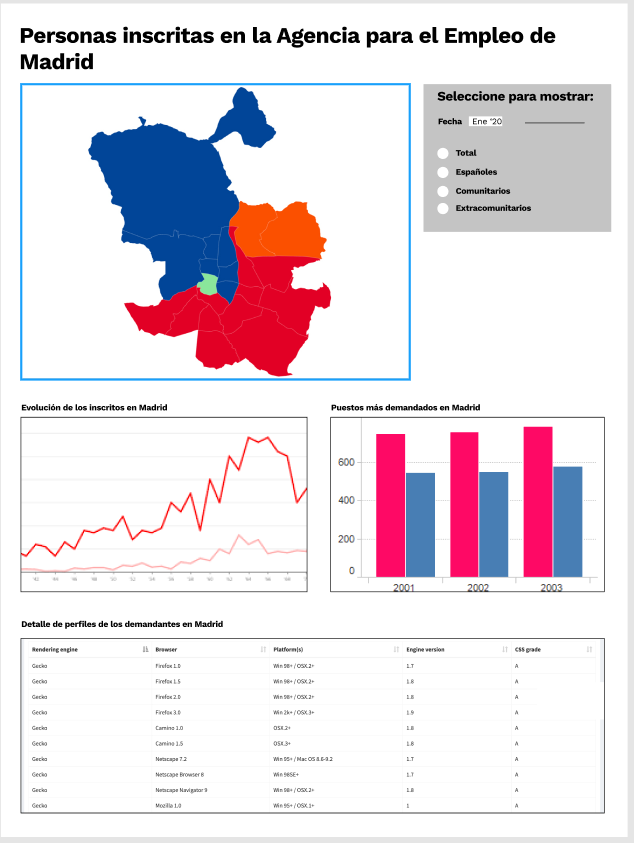 Personas inscritas en la Agencia para el Empleo de
Madrid
Seleccione para mostrar:
Fecha Ene '20
Total
Españoles
Comunitarios
Extracomunitarios
Evolución de los inscritos en Madrid
Puestos más demandados en Madrid
600
400
200
0
2001 2002 2003
Detalle de perfiles de los demandantes en Madrid
Rendering engine Browser Platform(s) Engine version CSS grade
Gecko Firefox 1.0 Win 98+ / OSX.2+ 1.7 A
Gecko Firefox 1.5 Win 98+ / OSX.2+ 1.8 A
Gecko Firefox 2.0 Win 98+ / OSX.2+ 1.8 A
Gecko Firefox 3.0 Win 2k+ / OSX.3+ 1.9 A
Gecko Camino 1.0 OSX.2+ 1.8 A
Gecko Camino 1.5 OSX.3+ 1.8 A
Gecko Netscape 7.2 Win 95+ / Mac OS 8.6-9.2 1.7 A
Gecko Netscape Browser 8 Win 98SE+ 1.7 A
Gecko Netscape Navigator 9 Win 98+ / OSX.2+ 1.8 A
Gecko Mozilla 1.0 Win 95+ / OSX.1+ 1 A